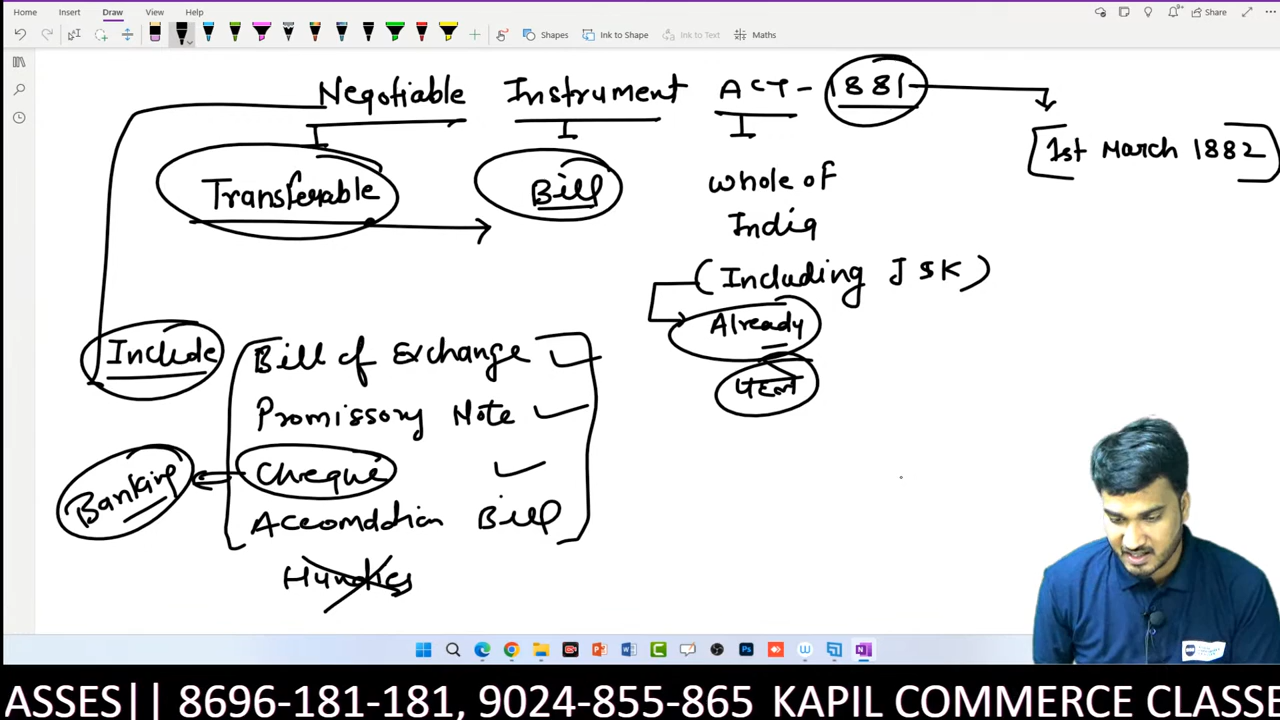 Home Insert Draw View Help
Share
Shapes Ink to Shape Ink to Text Maths
Negotiable Instrument ACT - 1881
1st March 1882
Transferable Bill
whole of
India
(Including J & K)
Already
Include
Bill of Exchange
Promissory Note
Cheque
Banking
Accomddtion Bill
Hundies
ASSES|| 8696-181-181, 9024-855-865 KAPIL COMMERCE CLASSE